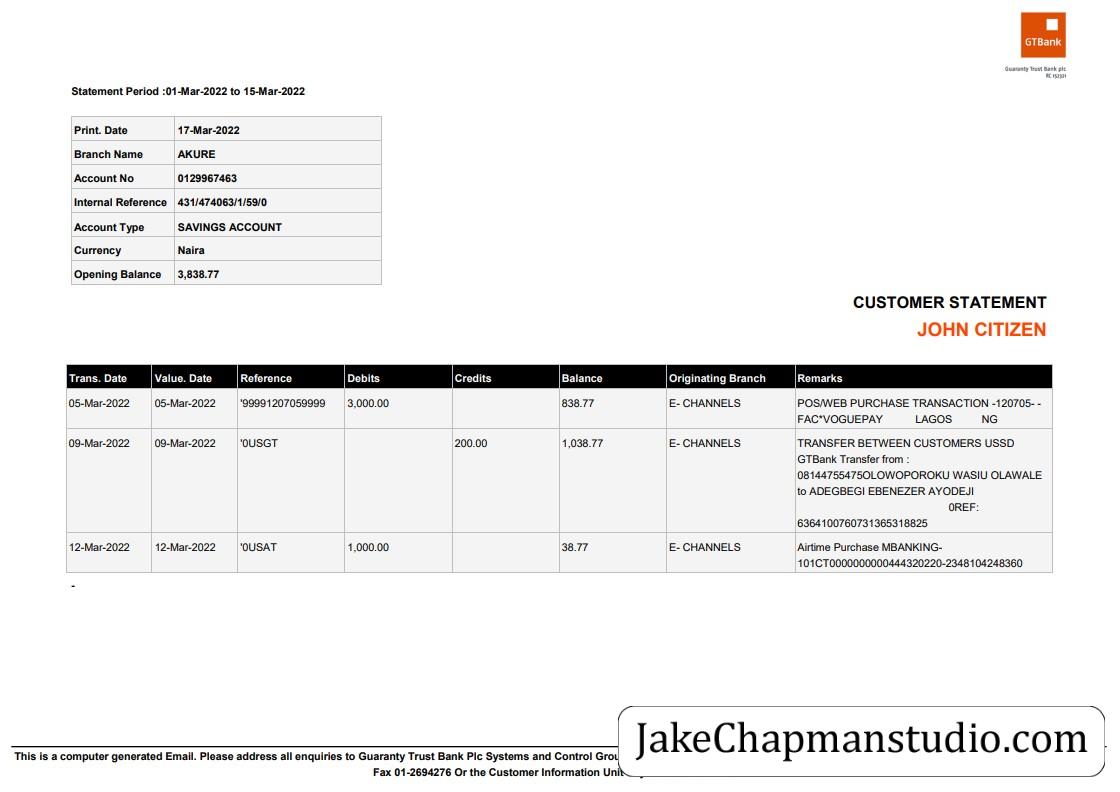 GTBank
Guaranty Trust Bank plc
RC 152321
Statement Period :01-Mar-2022 to 15-Mar-2022
Print. Date 17-Mar-2022
Branch Name AKURE
Account No 0129967463
Internal Reference 431/474063/1/59/0
Account Type SAVINGS ACCOUNT
Currency Naira
Opening Balance 3,838.77
CUSTOMER STATEMENT
JOHN CITIZEN
Trans. Date Value. Date Reference Debits Credits Balance Originating Branch Remarks
05-Mar-2022 05-Mar-2022 '99991207059999 3,000.00 838.77 E- CHANNELS POS/WEB PURCHASE TRANSACTION -120705- -
FAC*VOGUEPAY LAGOS NG
09-Mar-2022 09-Mar-2022 '0USGT 200.00 1,038.77 E- CHANNELS TRANSFER BETWEEN CUSTOMERS USSD
GTBank Transfer from :
08144755475OLOWOPOROKU WASIU OLAWALE
to ADEGBEGI EBENEZER AYODEJI
0REF:
6364100760731365318825
12-Mar-2022 12-Mar-2022 '0USAT 1,000.00 38.77 E- CHANNELS Airtime Purchase MBANKING-
101CT0000000000444320220-2348104248360
-
This is a computer generated Email. Please address all enquiries to Guaranty Trust Bank Plc Systems and Control
Fax 01-2694276 Or the Customer Information Unit
JakeChapmanstudio.com